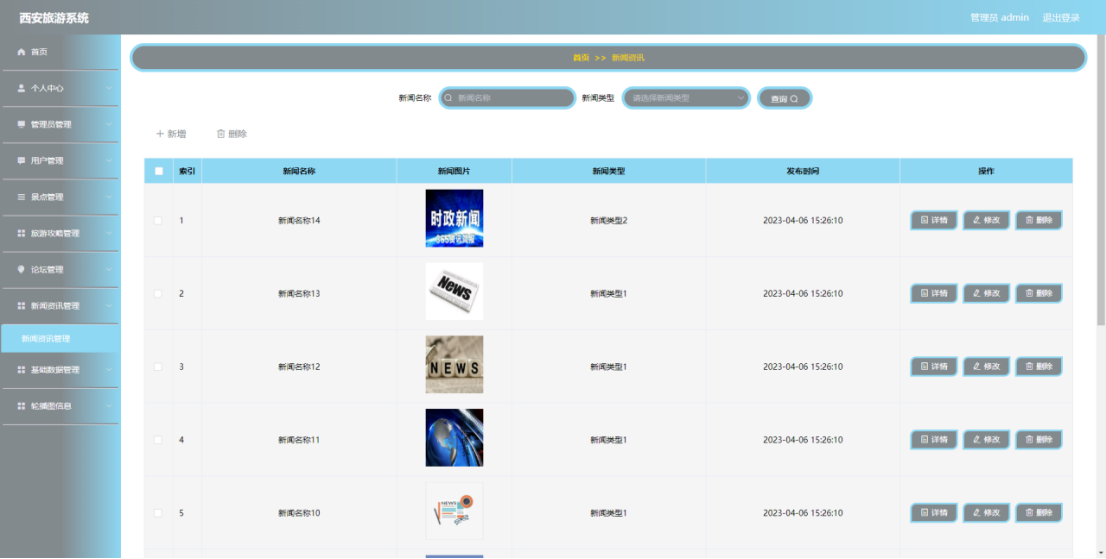 西安旅游系统
管理员 admin 退出登录
首页
个人中心
管理员管理
用户管理
景点管理
旅游攻略管理
论坛管理
新闻资讯管理
新闻资讯管理
基础数据管理
轮播图信息
首页 >> 新闻资讯
新闻名称 新闻名称 新闻类型 请选择新闻类型 查询
新增 删除
索引 新闻名称 新闻图片 新闻类型 发布时间 操作
时政新闻
365资讯简报
1 新闻名称14 新闻类型2 2023-04-06 15:26:10 详情 修改 删除
News
2 新闻名称13 新闻类型1 2023-04-06 15:26:10 详情 修改 删除
NEWS
3 新闻名称12 新闻类型1 2023-04-06 15:26:10 详情 修改 删除
4 新闻名称11 新闻类型1 2023-04-06 15:26:10 详情 修改 删除
NEWS
5 新闻名称10 新闻类型1 2023-04-06 15:26:10 详情 修改 删除